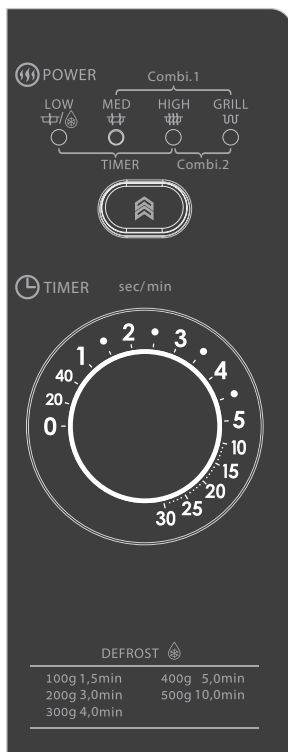 POWER
Combi.1
LOW MED HIGH GRILL
TIMER Combi.2
TIMER sec/min
0
20
40
1
2
3
4
5
10
15
20
25
30
DEFROST
100g 1,5min 400g 5,0min
200g 3,0min 500g 10,0min
300g 4,0min